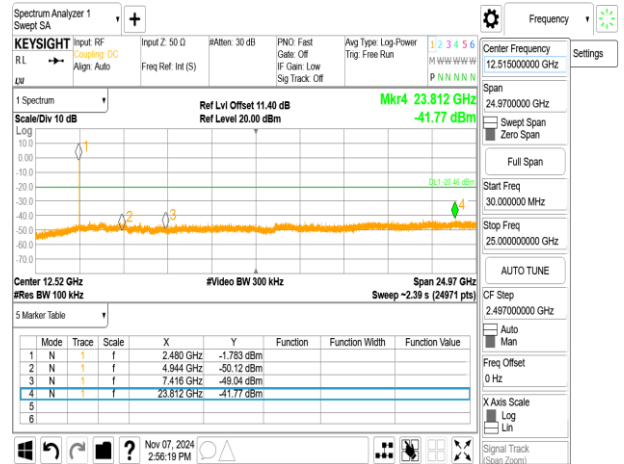 Spectrum Analyzer 1
Swept SA
+
Frequency
KEYSIGHT Input: RF Input Z: 50 Ω #Atten: 30 dB PNO: Fast Avg Type: Log-Power 1 2 3 4 5 6
RL Coupling: DC Gate: Off Trig: Free Run M W W W W W
Align: Auto Freq Ref: Int (S) IF Gain: Low
Sig Track: Off P N N N N N
Center Frequency
12.515000000 GHz
Settings
1 Spectrum
Ref Lvl Offset 11.40 dB
Mkr4 23.812 GHz
Scale/Div 10 dB
Ref Level 20.00 dBm
-41.77 dBm
Log
10.0
0.00
-10.0
-20.0
-30.0
-40.0
-50.0
-60.0
-70.0
1
2
3
4
DL1 -20.46 dBm
Center 12.52 GHz #Video BW 300 kHz Span 24.97 GHz
#Res BW 100 kHz Sweep ~2.39 s (24971 pts)
5 Marker Table
Mode Trace Scale X Y Function Function Width Function Value
1 N 1 f 2.480 GHz -1.783 dBm
2 N 1 f 4.944 GHz -50.12 dBm
3 N 1 f 7.416 GHz -49.04 dBm
4 N 1 f 23.812 GHz -41.77 dBm
5
6
Span
24.9700000 GHz
Swept Span
Zero Span
Full Span
Start Freq
30.000000 MHz
Stop Freq
25.000000000 GHz
AUTO TUNE
CF Step
2.497000000 GHz
Auto
Man
Freq Offset
0 Hz
X Axis Scale
Log
Lin
Signal Track
(Span Zoom)
?
Nov 07, 2024
2:56:19 PM